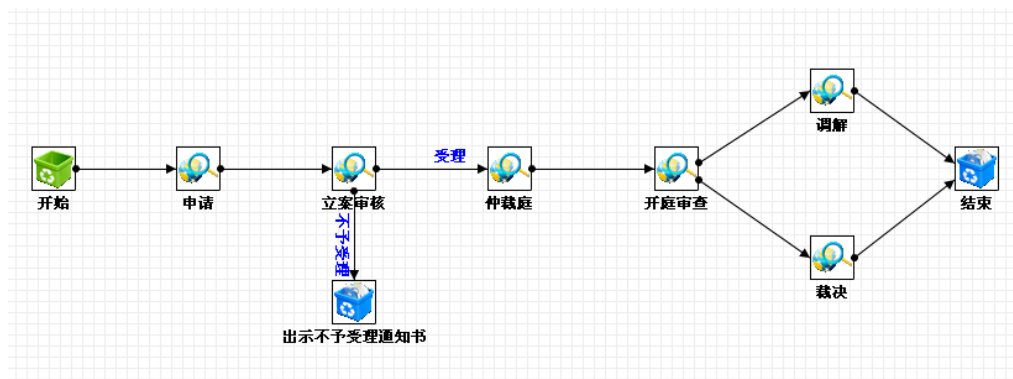 调解
受理
开始
申请
立案审核
仲裁庭
开庭审查
结束
不予受理
裁决
出示不予受理通知书